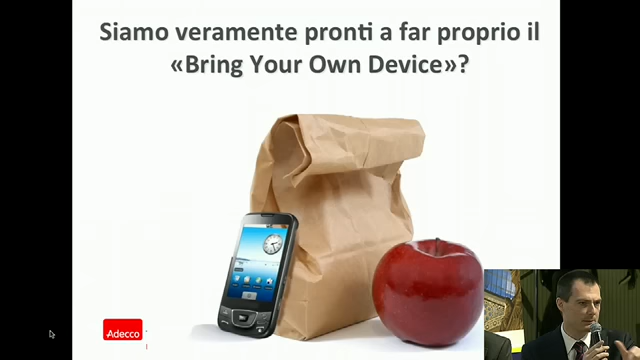 Siamo veramente pronti a far proprio il
«Bring Your Own Device»?
Adecco